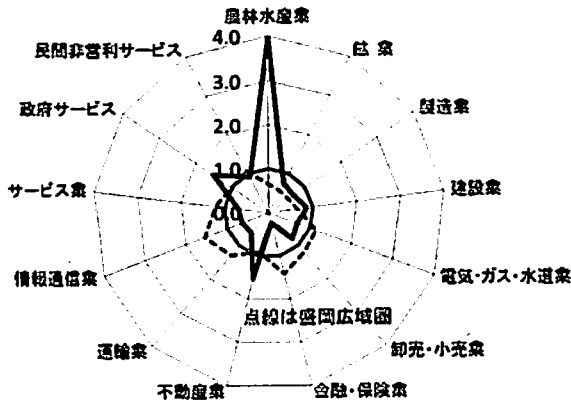 農林水産業
4.0
3.0
2.0
1.0
0.0
鉱 業
製造業
建設業
電気・ガス・水道業
卸売・小売業
金融・保険業
不動産業
運輸業
情報通信業
サービス業
政府サービス
民間非営利サービス
点線は盛岡広域圏